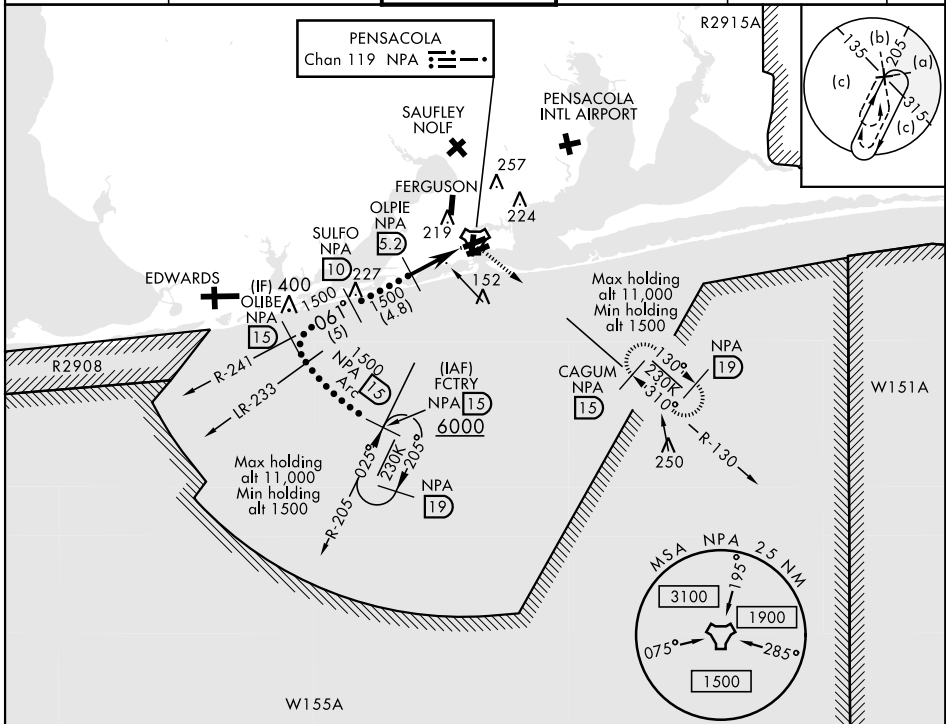 R2915A
PENSACOLA
Chan 119 NPA
135
(b)
205
(a)
(c)
315
(c)
SAUFLEY
NOLF
PENSACOLA
INTL AIRPORT
257
FERGUSON
224
OLPIE
NPA
5.2
219
SULFO
NPA
10
227
152
EDWARDS
(IF)
400
OLIBE
NPA
15
1500
061°
(5)
1500
(4.8)
Max holding
alt 11,000
Min holding
alt 1500
R-241
R2908
LR-233
1500
NPA
Arc
15
(IAF)
FCTRY
NPA 15
6000
CAGUM
NPA
15
130°
230K
310°
NPA
19
W151A
R-130
250
025°
230K
205°
Max holding
alt 11,000
Min holding
alt 1500
NPA
19
R-205
MSA NPA 25 NM
195°
3100
1900
075°
285°
1500
W155A